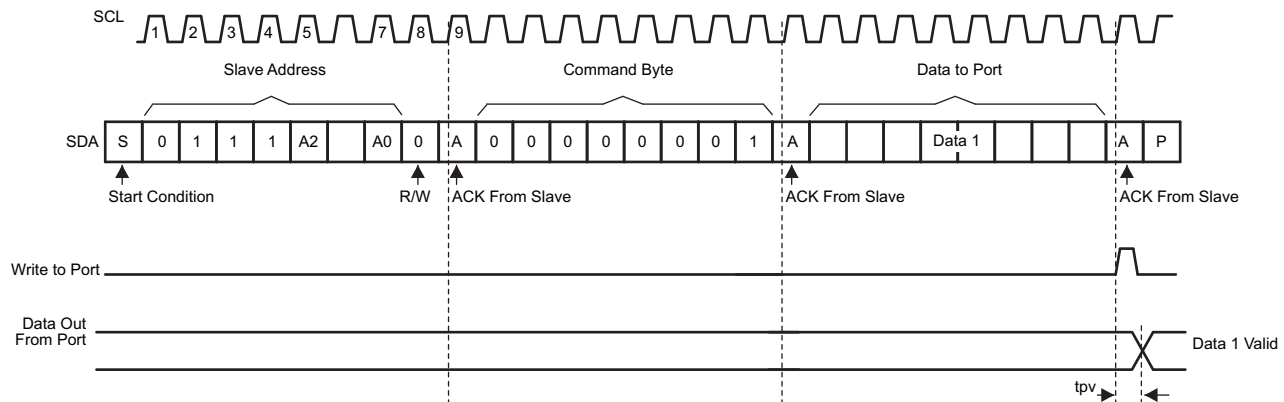 SCL
1 2 3 4 5 7 8 9
Slave Address Command Byte Data to Port
SDA S 0 1 1 1 A2 A0 0 A 0 0 0 0 0 0 0 1 A Data 1 A P
Start Condition R/W ACK From Slave ACK From Slave ACK From Slave
Write to Port
Data Out
From Port
Data 1 Valid
tpv